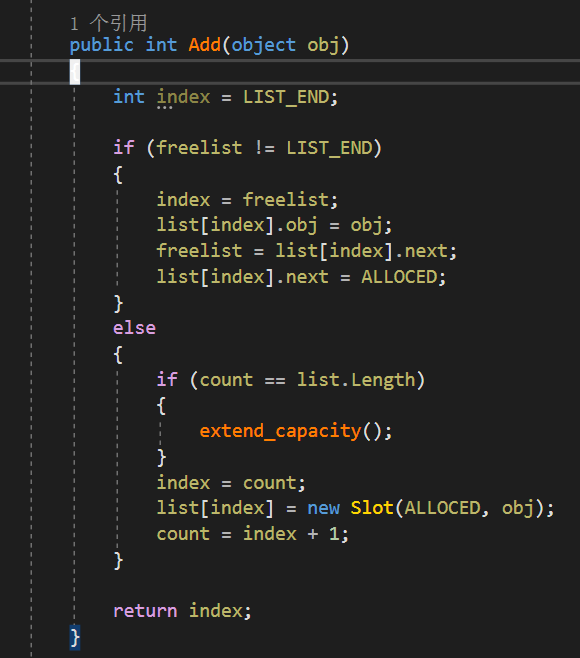 1 个引用
public int Add(object obj)
{
int index = LIST_END;
if (freelist != LIST_END)
{
index = freelist;
list[index].obj = obj;
freelist = list[index].next;
list[index].next = ALLOCED;
}
else
{
if (count == list.Length)
{
extend_capacity();
}
index = count;
list[index] = new Slot(ALLOCED, obj);
count = index + 1;
}
return index;
}